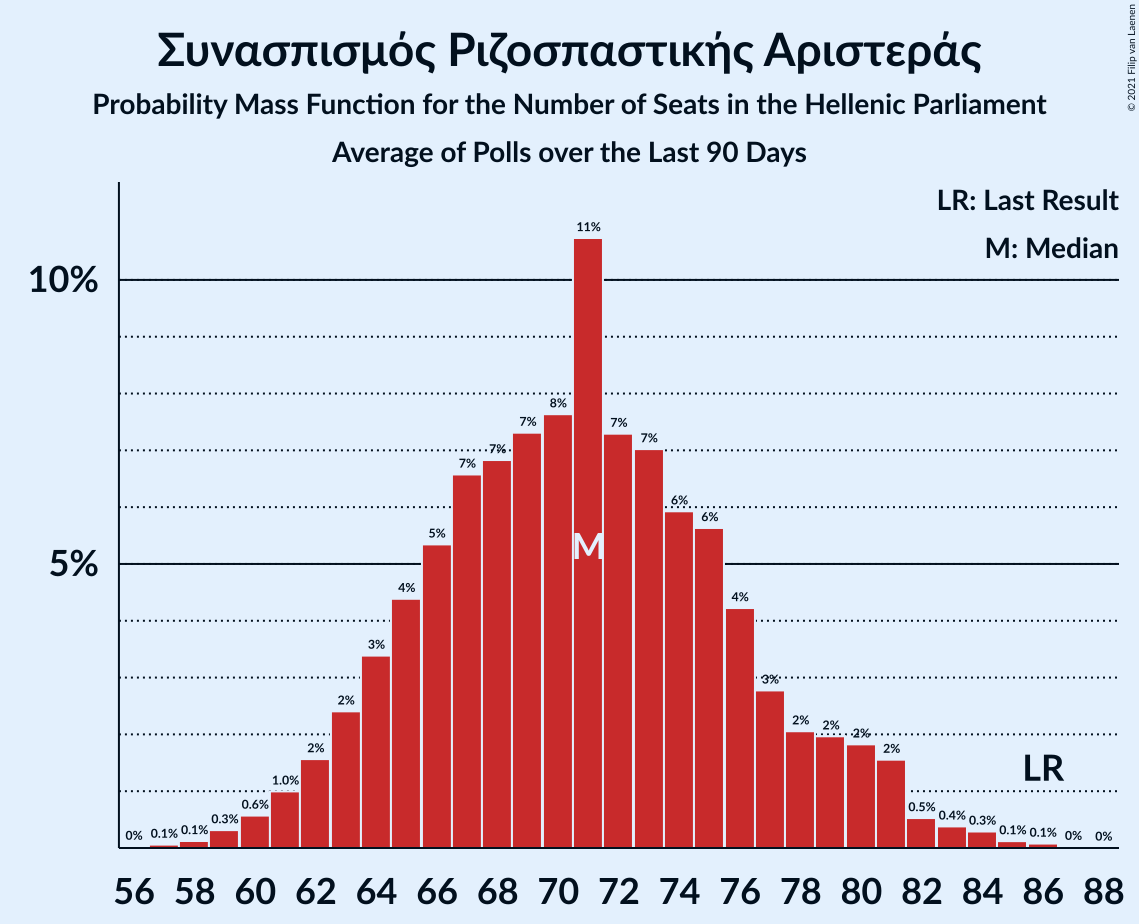 Συνασπισμός Ριζοσπαστικής Αριστεράς
Probability Mass Function for the Number of Seats in the Hellenic Parliament
Average of Polls over the Last 90 Days
© 2021 Filip van Laenen
LR: Last Result
M: Median
10%
5%
0% 0.1% 0.1% 0.3% 0.6% 1.0% 2% 2% 3% 4% 5% 7% 7% 7% 8% 11% 7% 7% 6% 6% 4% 3% 2% 2% 2% 2% 0.5% 0.4% 0.3% 0.1% 0.1% 0% 0%
M
LR
56 58 60 62 64 66 68 70 72 74 76 78 80 82 84 86 88